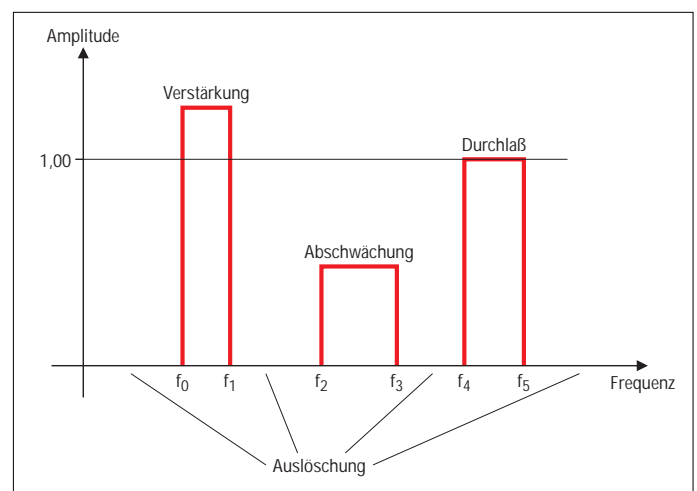 Amplitude
Verstärkung
Durchlaß
1,00
Abschwächung
f0 f1 f2 f3 f4 f5
Frequenz
Auslöschung